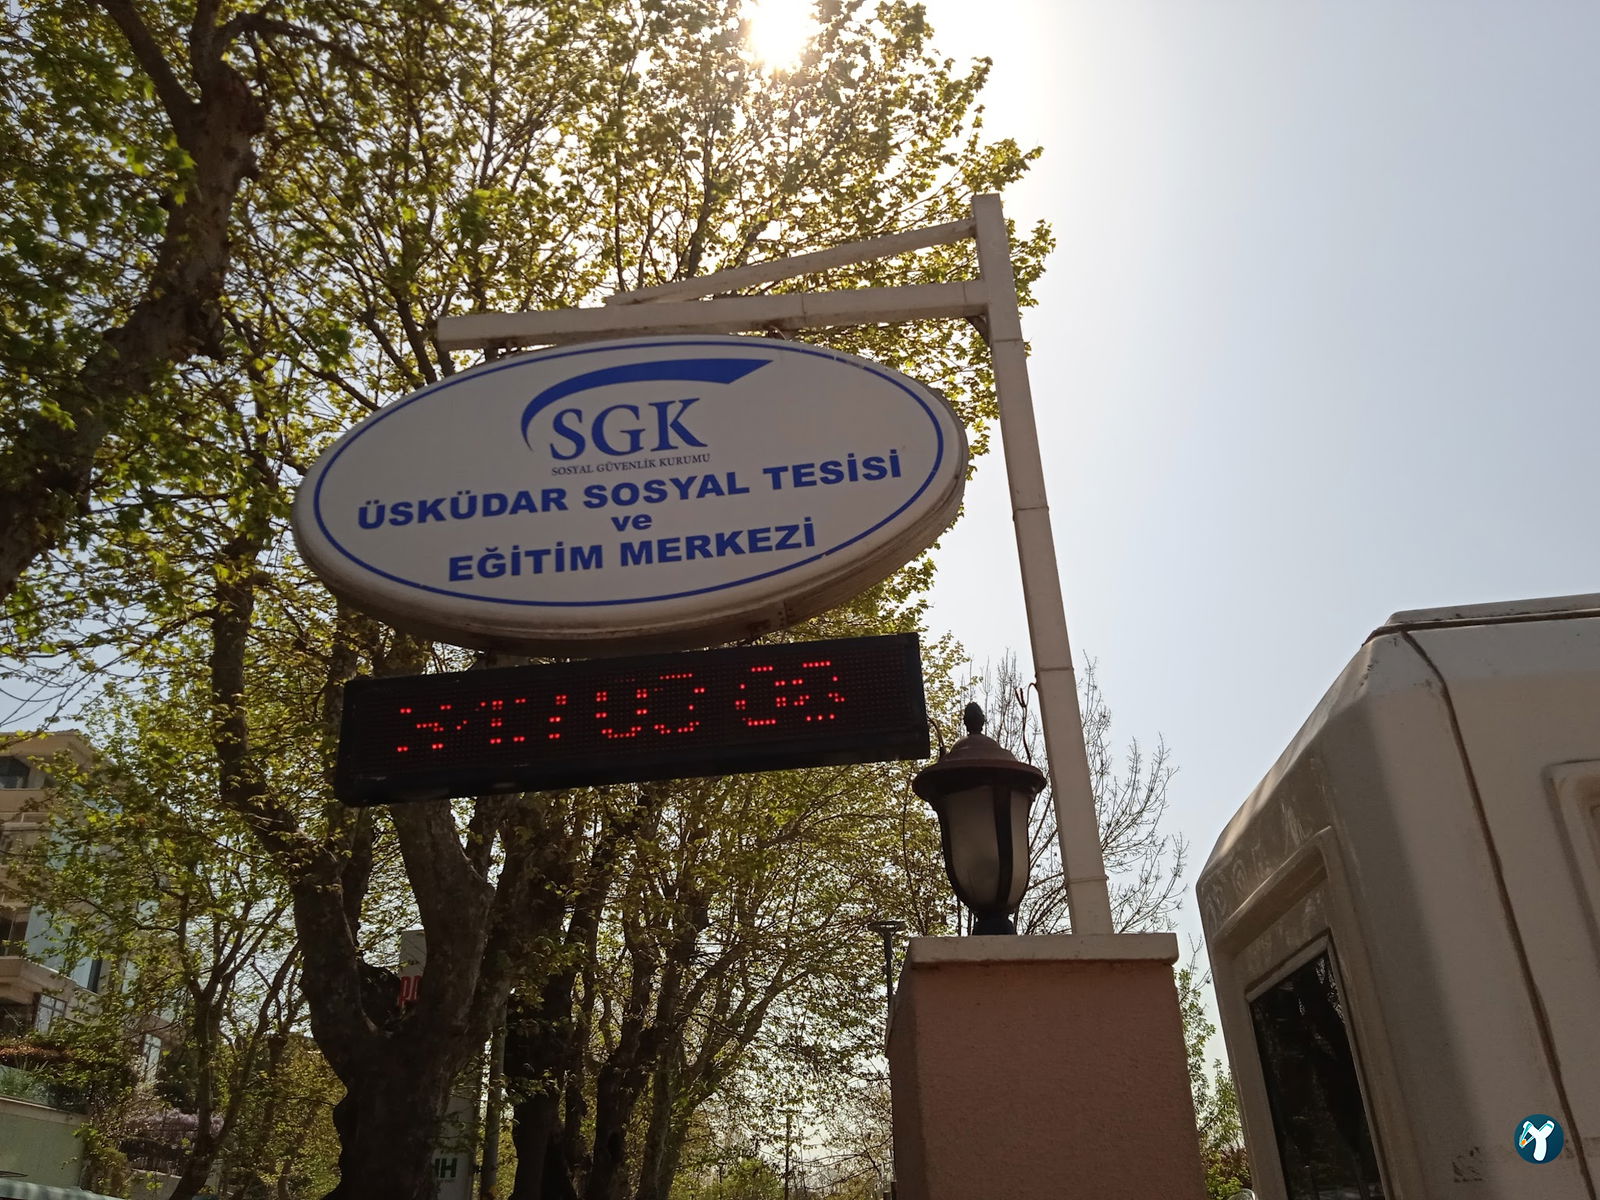 SGK
SOSYAL GÜVENLİK KURUMU
ÜSKÜDAR SOSYAL TESİSİ
ve
EĞİTİM MERKEZİ